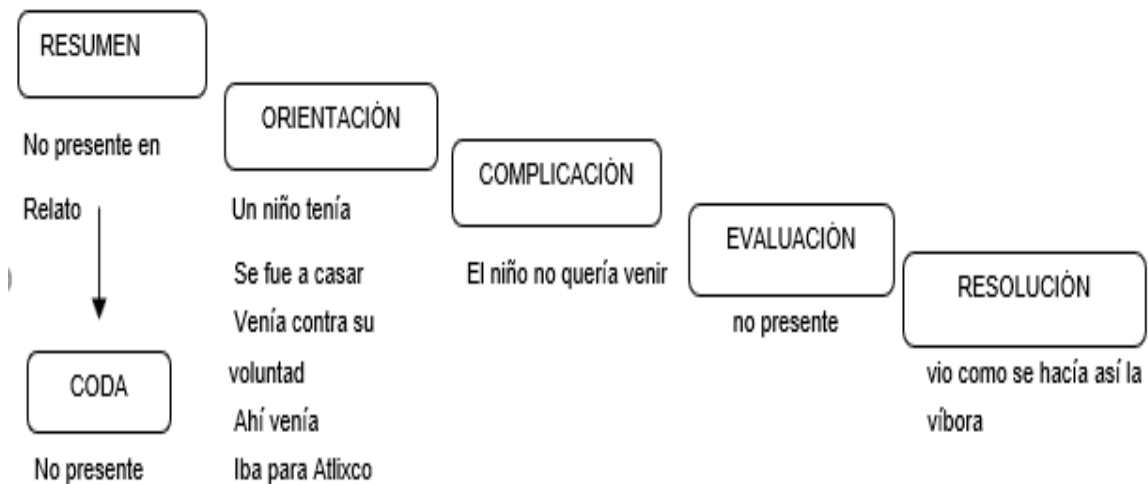 RESUMEN
No presente en
Relato
CODA
No presente
ORIENTACIÓN
Un niño tenía
Se fue a casar
Venía contra su
voluntad
Ahí venía
Iba para Atlixco
COMPLICACIÓN
El niño no quería venir
EVALUACIÓN
no presente
RESOLUCIÓN
vio como se hacía así la
víbora